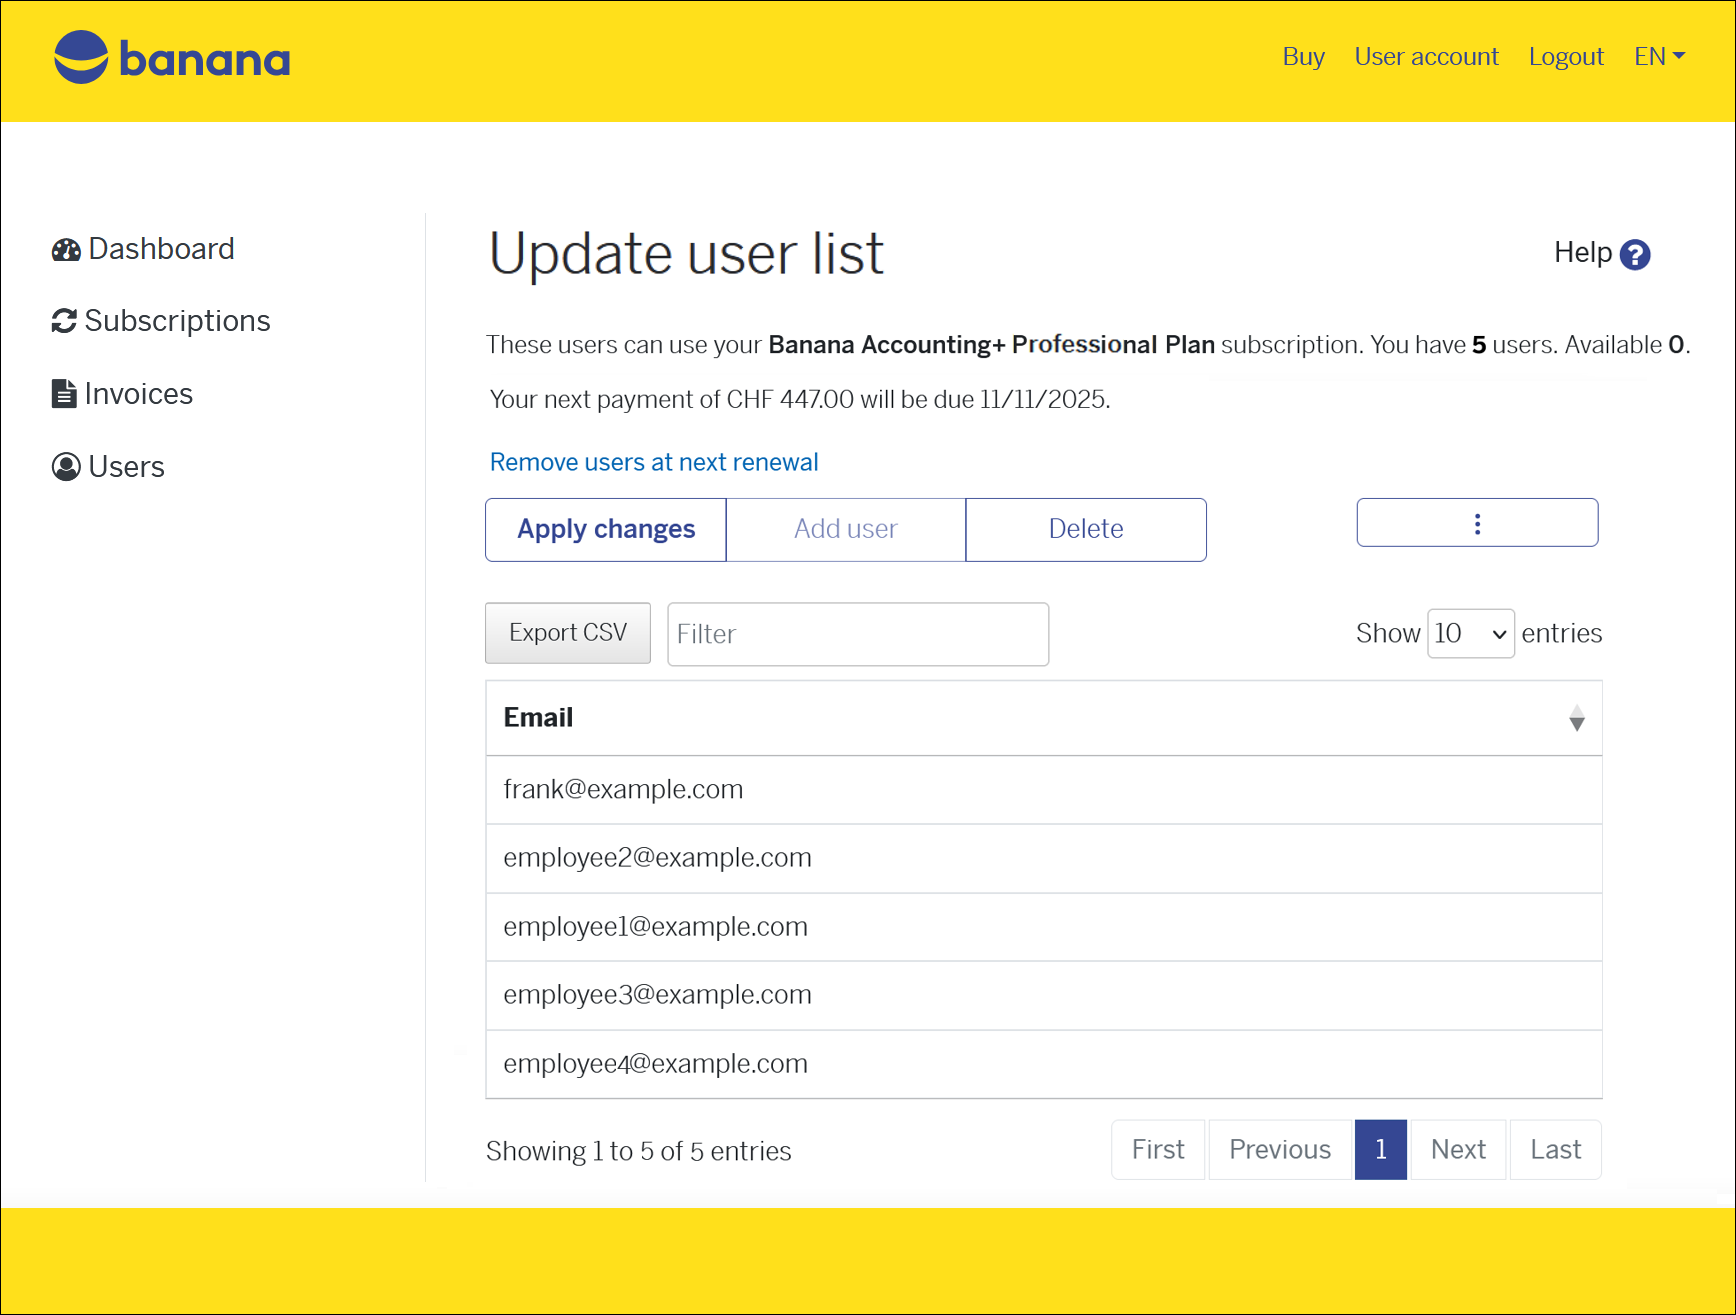 banana
Buy User account Logout EN
Dashboard
Subscriptions
Invoices
Users
Update user list
Help ?
These users can use your Banana Accounting+ Professional Plan subscription. You have 5 users. Available 0.
Your next payment of CHF 447.00 will be due 11/11/2025.
Remove users at next renewal
Apply changes Add user Delete
Export CSV Filter Show 10 entries
Email
frank@example.com
employee2@example.com
employee1@example.com
employee3@example.com
employee4@example.com
Showing 1 to 5 of 5 entries
First Previous 1 Next Last